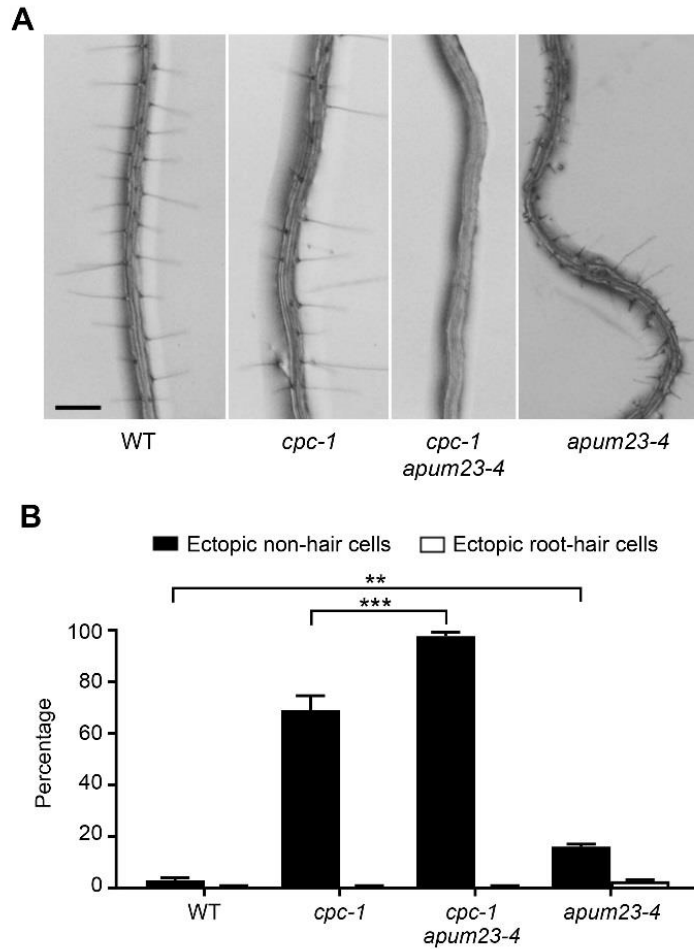 A
WT
cpc-1
cpc-1
apum23-4
apum23-4
B
Ectopic non-hair cells
Ectopic root-hair cells
**
***
100
80
60
40
20
0
Percentage
WT
cpc-1
cpc-1
apum23-4
apum23-4